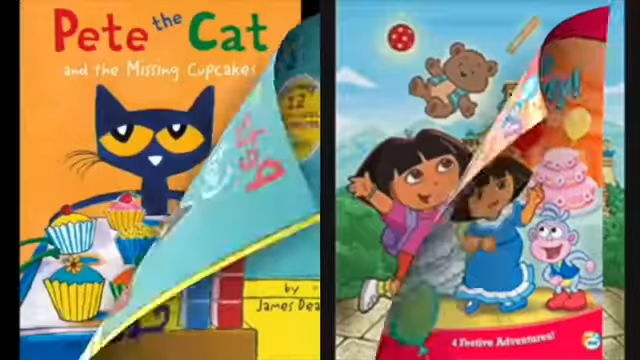 Pete the Cat
and the Missing Cupcakes
by
James Dea
4 Festive Adventures!